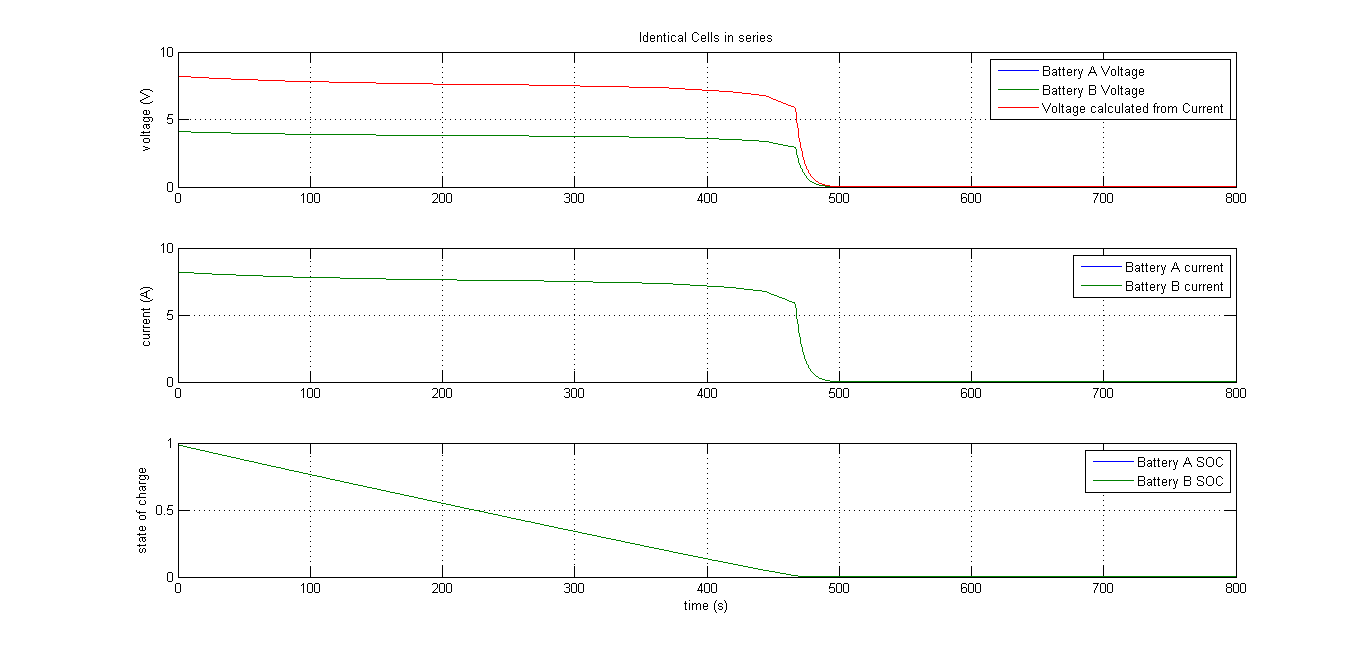 Identical Cells in series
10
5
0
voltage (V)
Battery A Voltage
Battery B Voltage
Voltage calculated from Current
0 100 200 300 400 500 600 700 800
10
5
0
current (A)
Battery A current
Battery B current
0 100 200 300 400 500 600 700 800
1
0.5
0
state of charge
Battery A SOC
Battery B SOC
0 100 200 300 400 500 600 700 800
time (s)